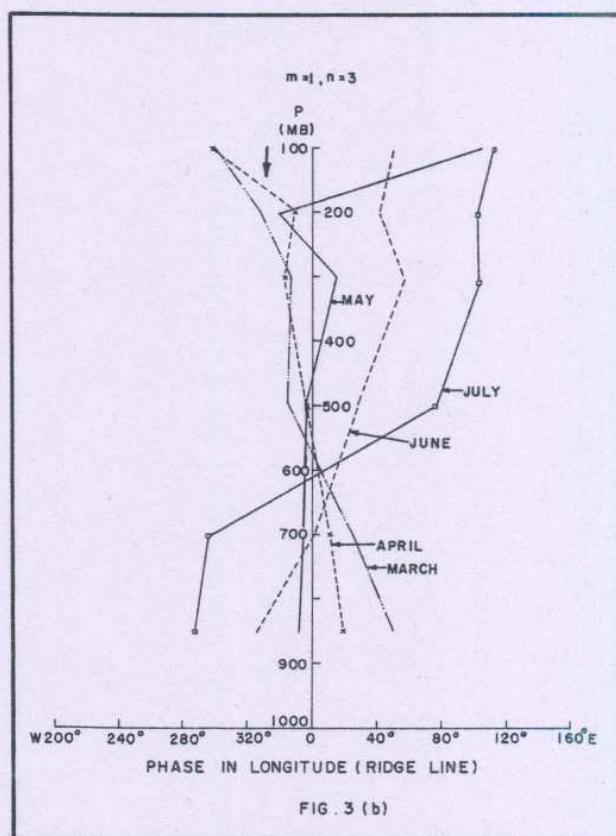 m=1, n=3
P
(MB)
100
200
MAY
400
JULY
500
JUNE
600
700
APRIL
MARCH
900
1000
W200° 240° 280° 320° 0 40° 80° 120° 160°E
PHASE IN LONGITUDE (RIDGE LINE)
FIG. 3 (b)